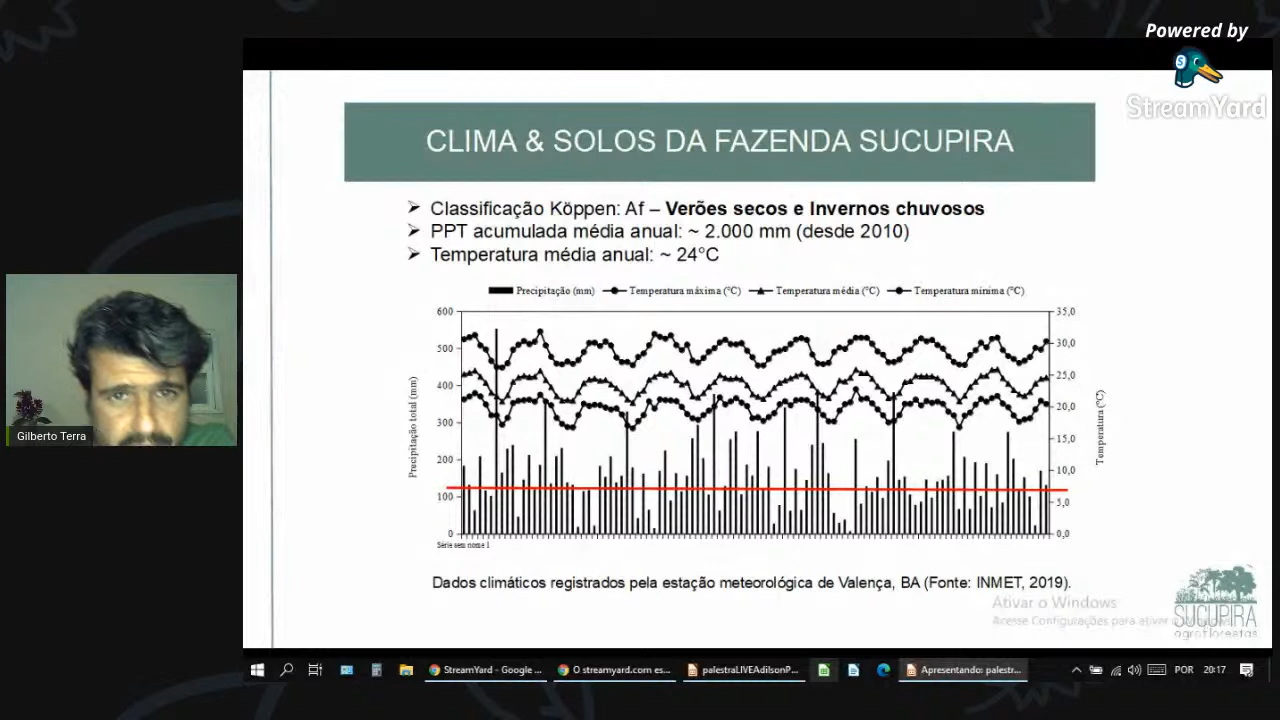 Powered by
StreamYard
CLIMA & SOLOS DA FAZENDA SUCUPIRA
➢ Classificação Köppen: Af – Verões secos e Invernos chuvosos
➢ PPT acumulada média anual: ~ 2.000 mm (desde 2010)
➢ Temperatura média anual: ~ 24°C
Precipitação (mm) Temperatura máxima (°C) Temperatura média (°C) Temperatura mínima (°C)
600 35,0
500 30,0
400 25,0
300 20,0
200 15,0
100 10,0
0 5,0
0,0
Precipitação total (mm)
Temperatura (°C)
Série sem nome 1
Gilberto Terra
Dados climáticos registrados pela estação meteorológica de Valença, BA (Fonte: INMET, 2019).
Ativar o Windows
Acesse Configurações para ativar o
SUCUPIRA
agroflorestas
StreamYard - Google ... O streamyard.com es... palestraLIVEAdilsonP... Apresentando: palestr... POR 20:17